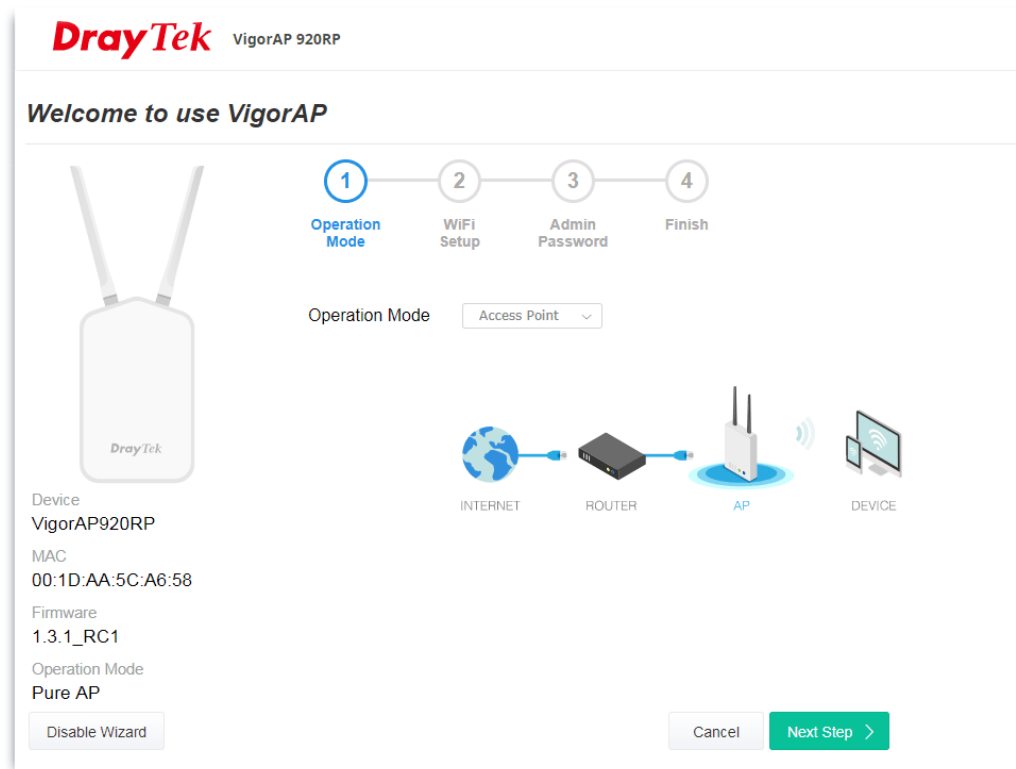 DrayTek VigorAP 920RP
Welcome to use VigorAP
1 2 3 4
Operation Mode
WiFi Setup
Admin Password
Finish
Operation Mode Access Point
DrayTek
INTERNET ROUTER AP DEVICE
Device
VigorAP920RP
MAC
00:1D:AA:5C:A6:58
Firmware
1.3.1_RC1
Operation Mode
Pure AP
Disable Wizard Cancel Next Step